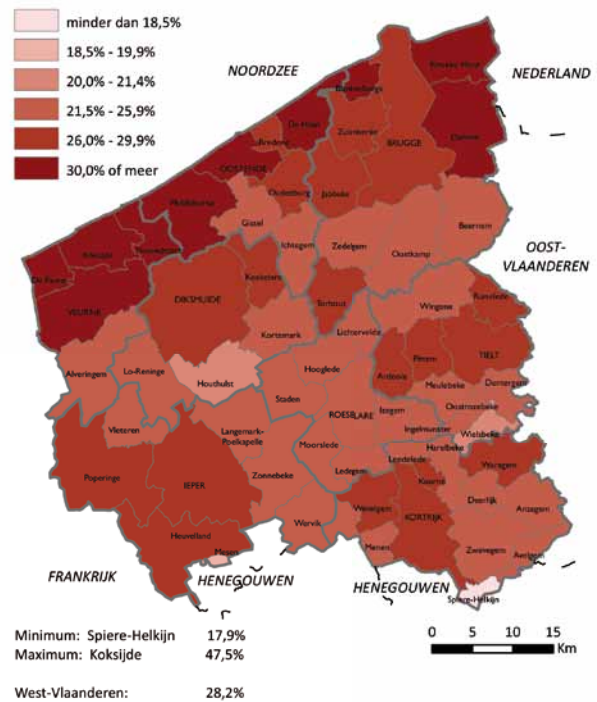 minder dan 18,5%
18,5% - 19,9%
20,0% - 21,4%
21,5% - 25,9%
26,0% - 29,9%
30,0% of meer
NOORDZEE
NEDERLAND
OOST-
VLAANDEREN
FRANKRIJK
HENEGOUWEN
HENEGOUWEN
Knokke-Heist
Blankenberge
De Haan
Zuienkerke
Damme
Bredene
BRUGGE
OOSTENDE
Oudenburg
Jabbeke
Middelkerke
Gistel
Beernem
Ichtegem
Zedelgem
Oostkamp
Nieuwpoort
Koksijde
De Panne
VEURNE
Koekelare
DIKSMUIDE
Torhout
Wingene
Ruiselede
Kortemark
Lichtervelde
Alveringem
Lo-Reninge
Houthulst
Hooglede
Ardooie
Pittem
TIELT
Meulebeke
Dentergem
Staden
ROESELARE
Izegem
Oostrozebeke
Vleteren
Langemark-
Poelkapelle
Ingelmunster
Wielsbeke
Moorslede
Harelbeke
Lendelede
Ledegem
Waregem
Poperinge
IEPER
Zonnebeke
Kuurne
Deerlijk
Anzegem
Wevelgem
KORTRIJK
Wervik
Heuvelland
Menen
Zwevegem
Avelgem
Mesen
Spiere-Helkijn
Minimum: Spiere-Helkijn 17,9%
Maximum: Koksijde 47,5%
West-Vlaanderen: 28,2%
0 5 10 15
Km